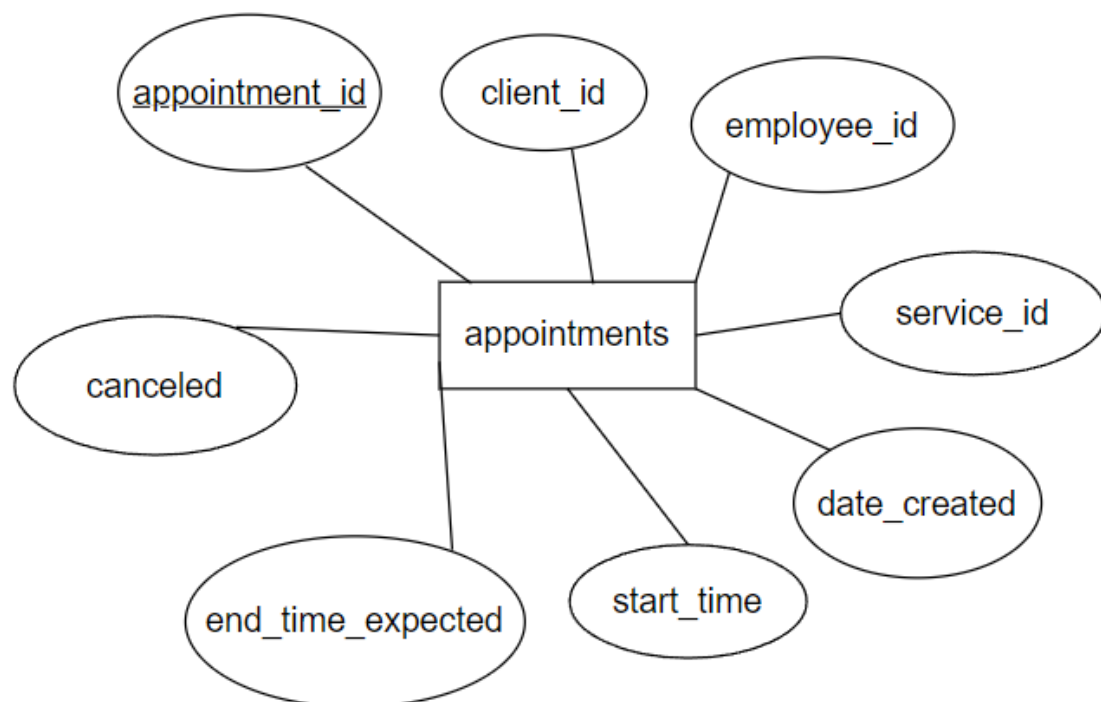 appointment_id
client_id
employee_id
appointments
service_id
canceled
date_created
end_time_expected
start_time